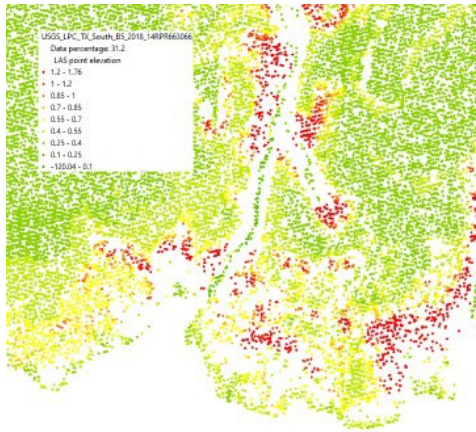 USGS_LPC_TX_South_B5_2018_14RPR663066
Data percentage: 31.2
LAS point elevation
1.2 - 1.76
1 - 1.2
0.85 - 1
0.7 - 0.85
0.55 - 0.7
0.4 - 0.55
0.25 - 0.4
0.1 - 0.25
-120.04 - 0.1